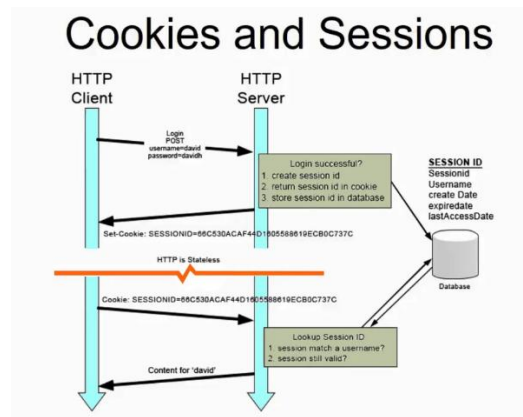 Cookies and Sessions
HTTP
Client
HTTP
Server
Login
POST
username=david
password=davidh
Login successful?
1. create session id
2. return session id in cookie
3. store session id in database
SESSION ID
Sessionid
Username
create Date
expiredate
lastAccessDate
Set-Cookie: SESSIONID=66C530ACAF44D1605588619ECB0C737C
HTTP is Stateless
Database
Cookie: SESSIONID=66C530ACAF44D1605588619ECB0C737C
Lookup Session ID
1. session match a username?
2. session still valid?
Content for 'david'